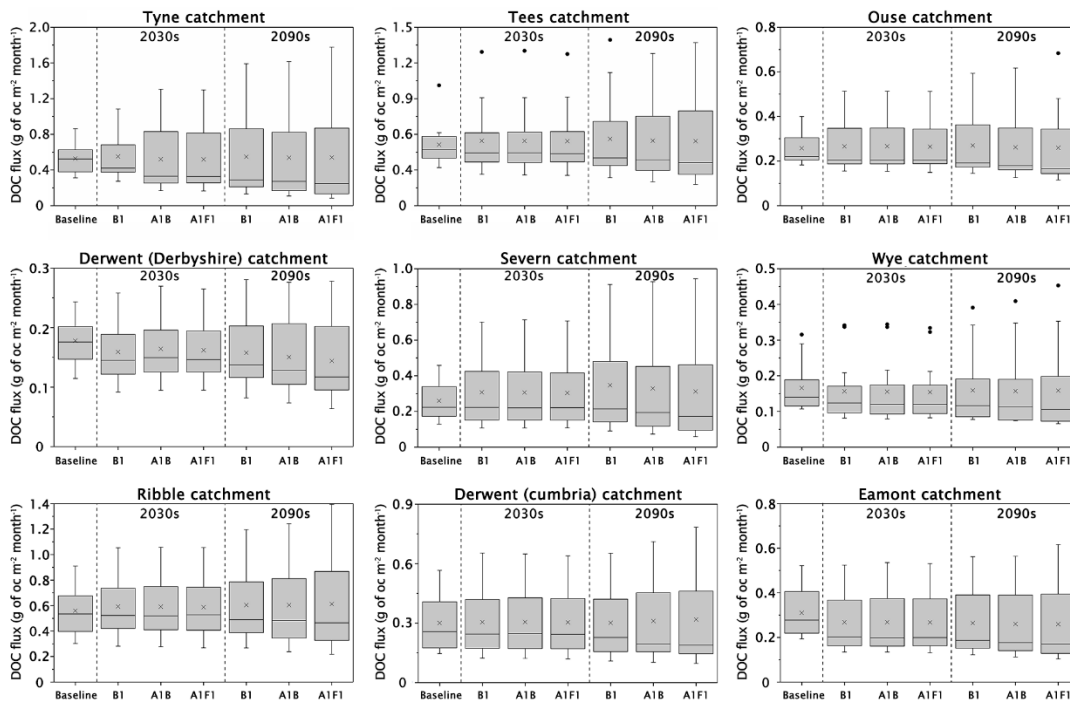 Tyne catchment
2030s
2090s
DOC flux (g of oc m⁻² month⁻¹)
2.0
1.6
1.2
0.8
0.4
0
Baseline B1 A1B A1F1 B1 A1B A1F1
Tees catchment
2030s
2090s
DOC flux (g of oc m⁻² month⁻¹)
1.5
1.2
0.9
0.6
1.5
0
Baseline B1 A1B A1F1 B1 A1B A1F1
Ouse catchment
2030s
2090s
DOC flux (g of oc m⁻² month⁻¹)
0.8
0.6
0.4
0.2
0
Baseline B1 A1B A1F1 B1 A1B A1F1
Derwent (Derbyshire) catchment
2030s
2090s
DOC flux (g of oc m⁻² month⁻¹)
0.3
0.2
0.1
0
Baseline B1 A1B A1F1 B1 A1B A1F1
Severn catchment
2030s
2090s
DOC flux (g of oc m⁻² month⁻¹)
1.0
0.8
0.6
0.4
0.2
0
Baseline B1 A1B A1F1 B1 A1B A1F1
Wye catchment
2030s
2090s
DOC flux (g of oc m⁻² month⁻¹)
0.5
0.4
0.3
0.2
0.1
0
Baseline B1 A1B A1F1 B1 A1B A1F1
Ribble catchment
2030s
2090s
DOC flux (g of oc m⁻² month⁻¹)
1.4
1.2
1.0
0.8
0.6
0.4
0.2
0
Baseline B1 A1B A1F1 B1 A1B A1F1
Derwent (cumbria) catchment
2030s
2090s
DOC flux (g of oc m⁻² month⁻¹)
0.9
0.6
0.3
0
Baseline B1 A1B A1F1 B1 A1B A1F1
Eamont catchment
2030s
2090s
DOC flux (g of oc m⁻² month⁻¹)
0.8
0.6
0.4
0.2
0
Baseline B1 A1B A1F1 B1 A1B A1F1